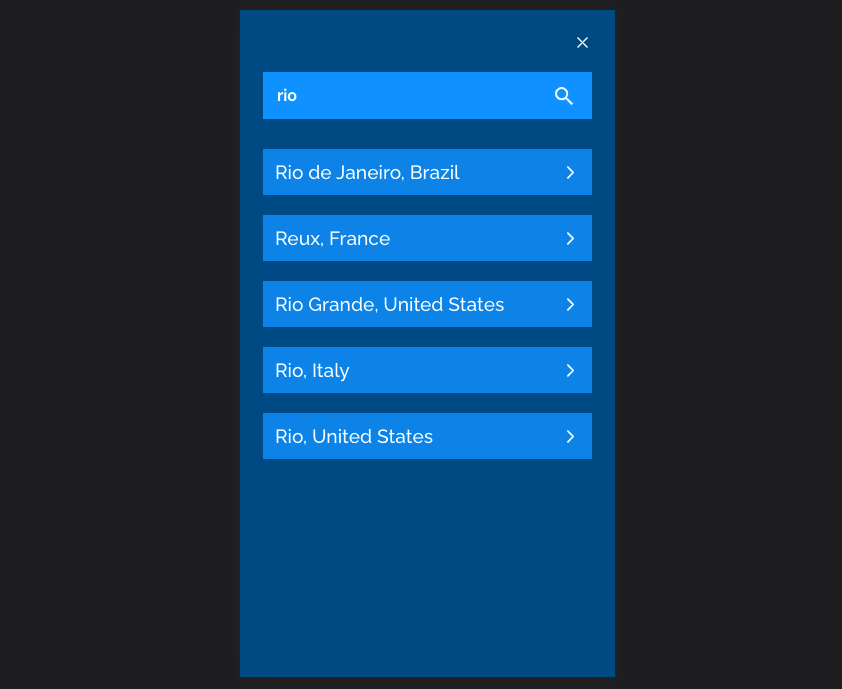 rio
Rio de Janeiro, Brazil
Reux, France
Rio Grande, United States
Rio, Italy
Rio, United States